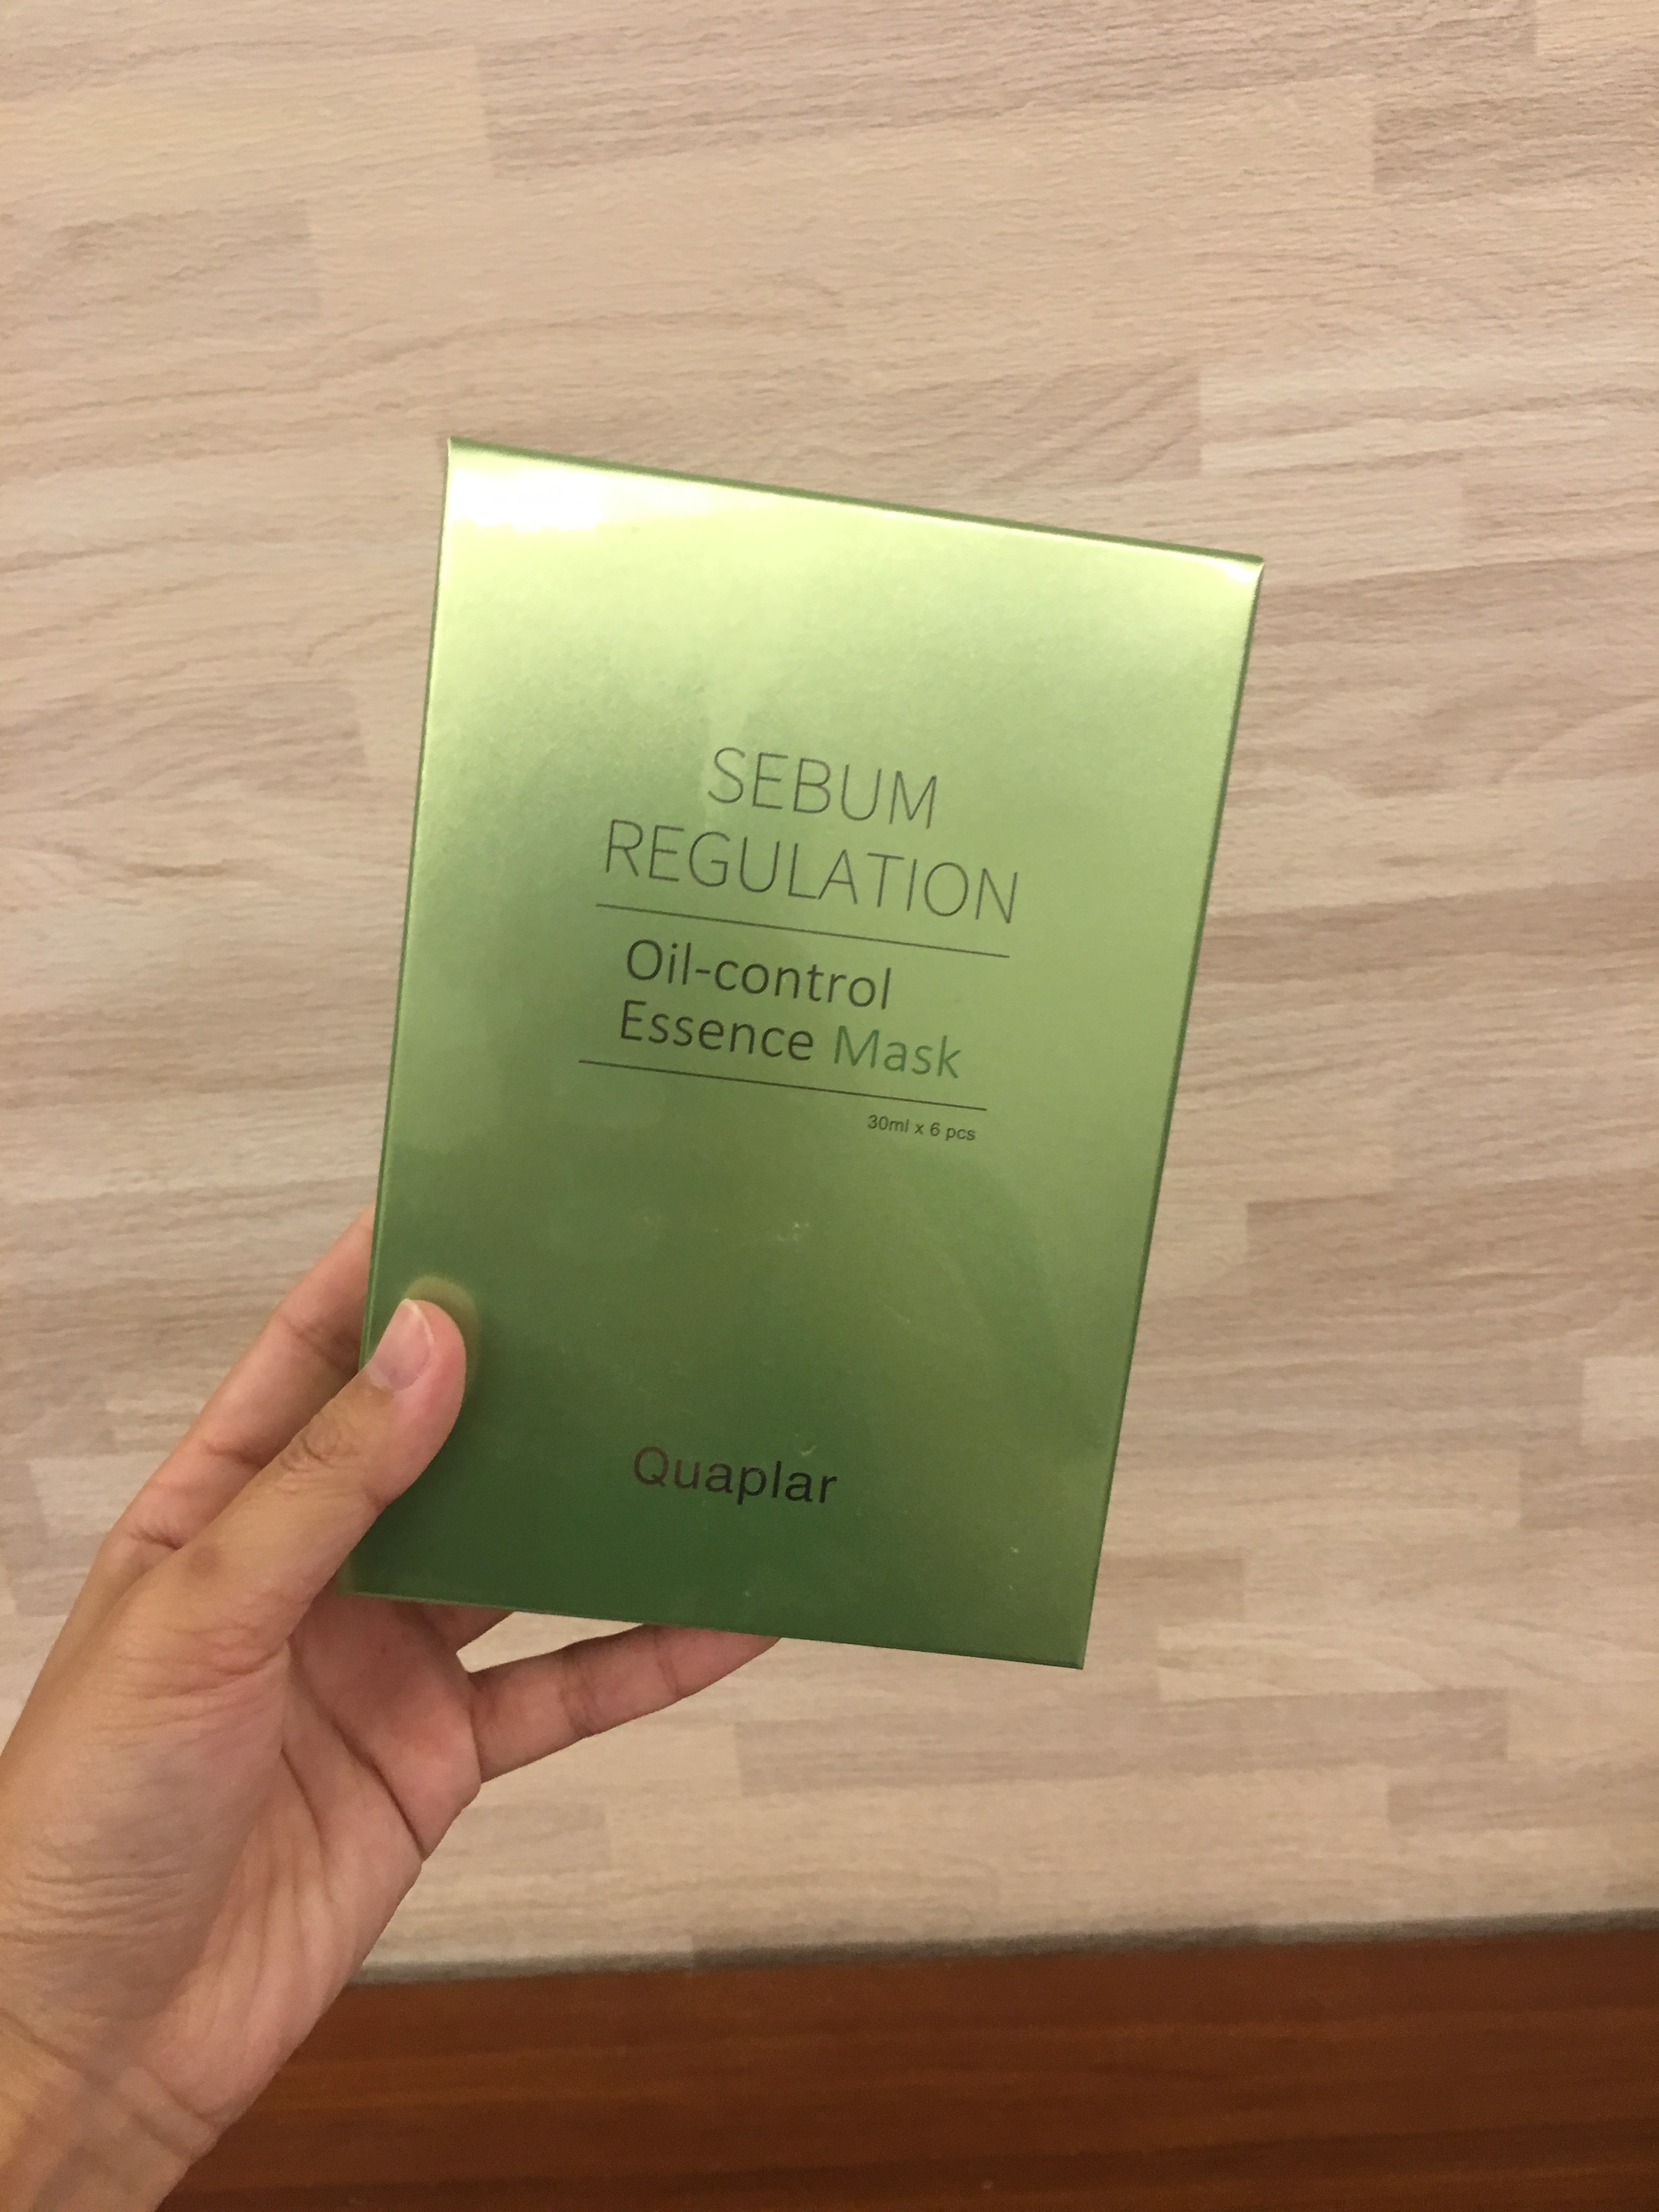 SEBUM
REGULATION
Oil-control
Essence Mask
30ml x 6 pcs
Quaplar